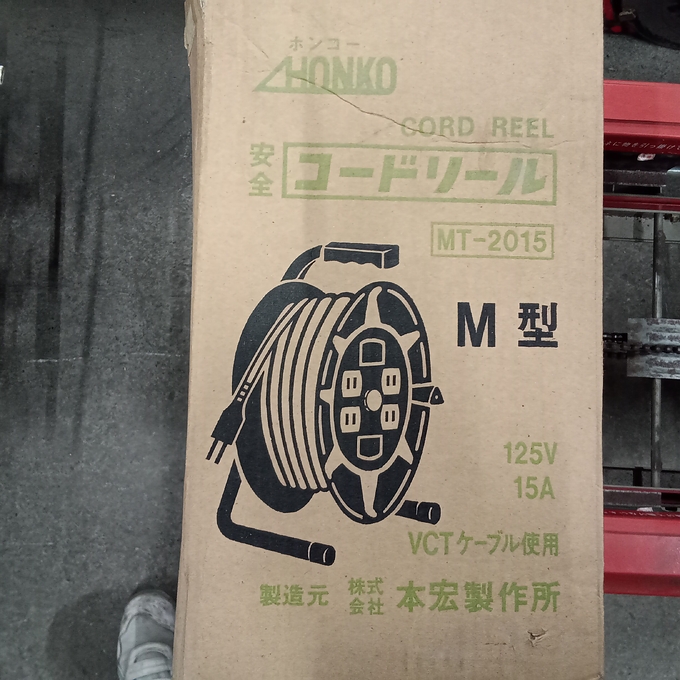 ホンコー
HONKO
CORD REEL
安全 コードリール
MT-2015
M型
125V
15A
VCTケーブル使用
製造元 株式会社 本宏製作所